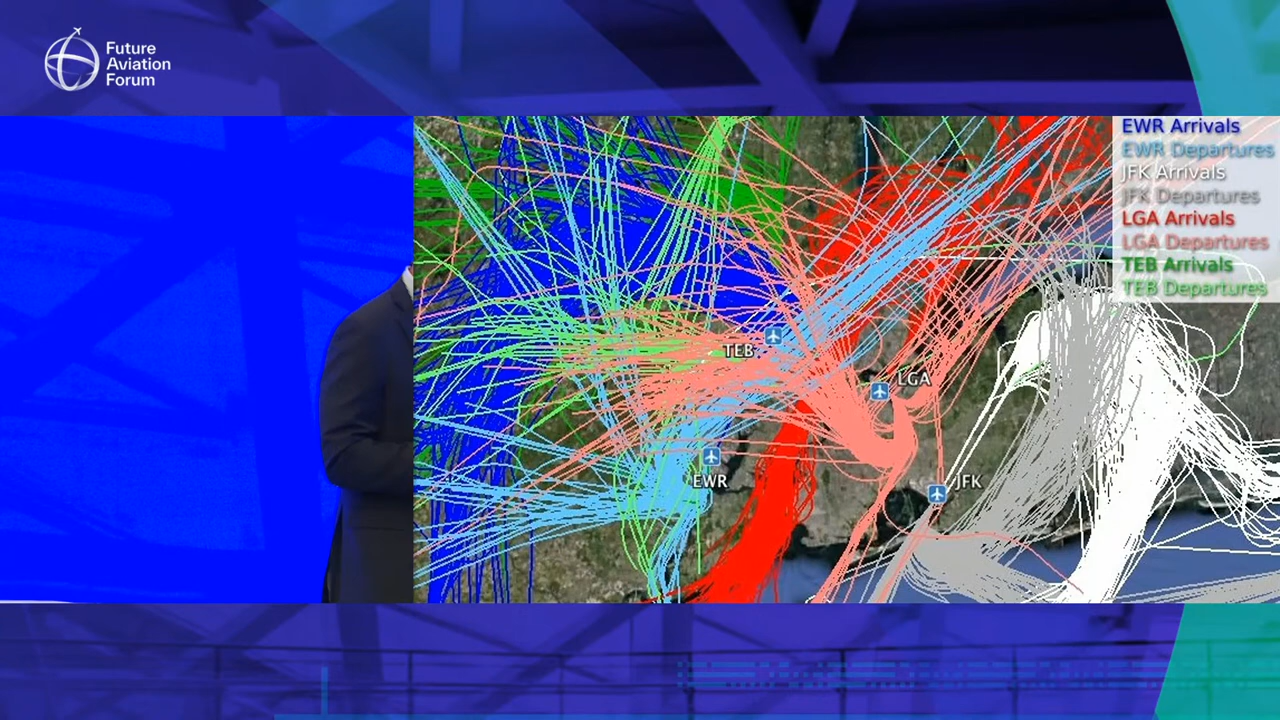 Future
Aviation
Forum
EWR Arrivals
EWR Departures
JFK Arrivals
JFK Departures
LGA Arrivals
LGA Departures
TEB Arrivals
TEB Departures
TEB
LGA
EWR
JFK